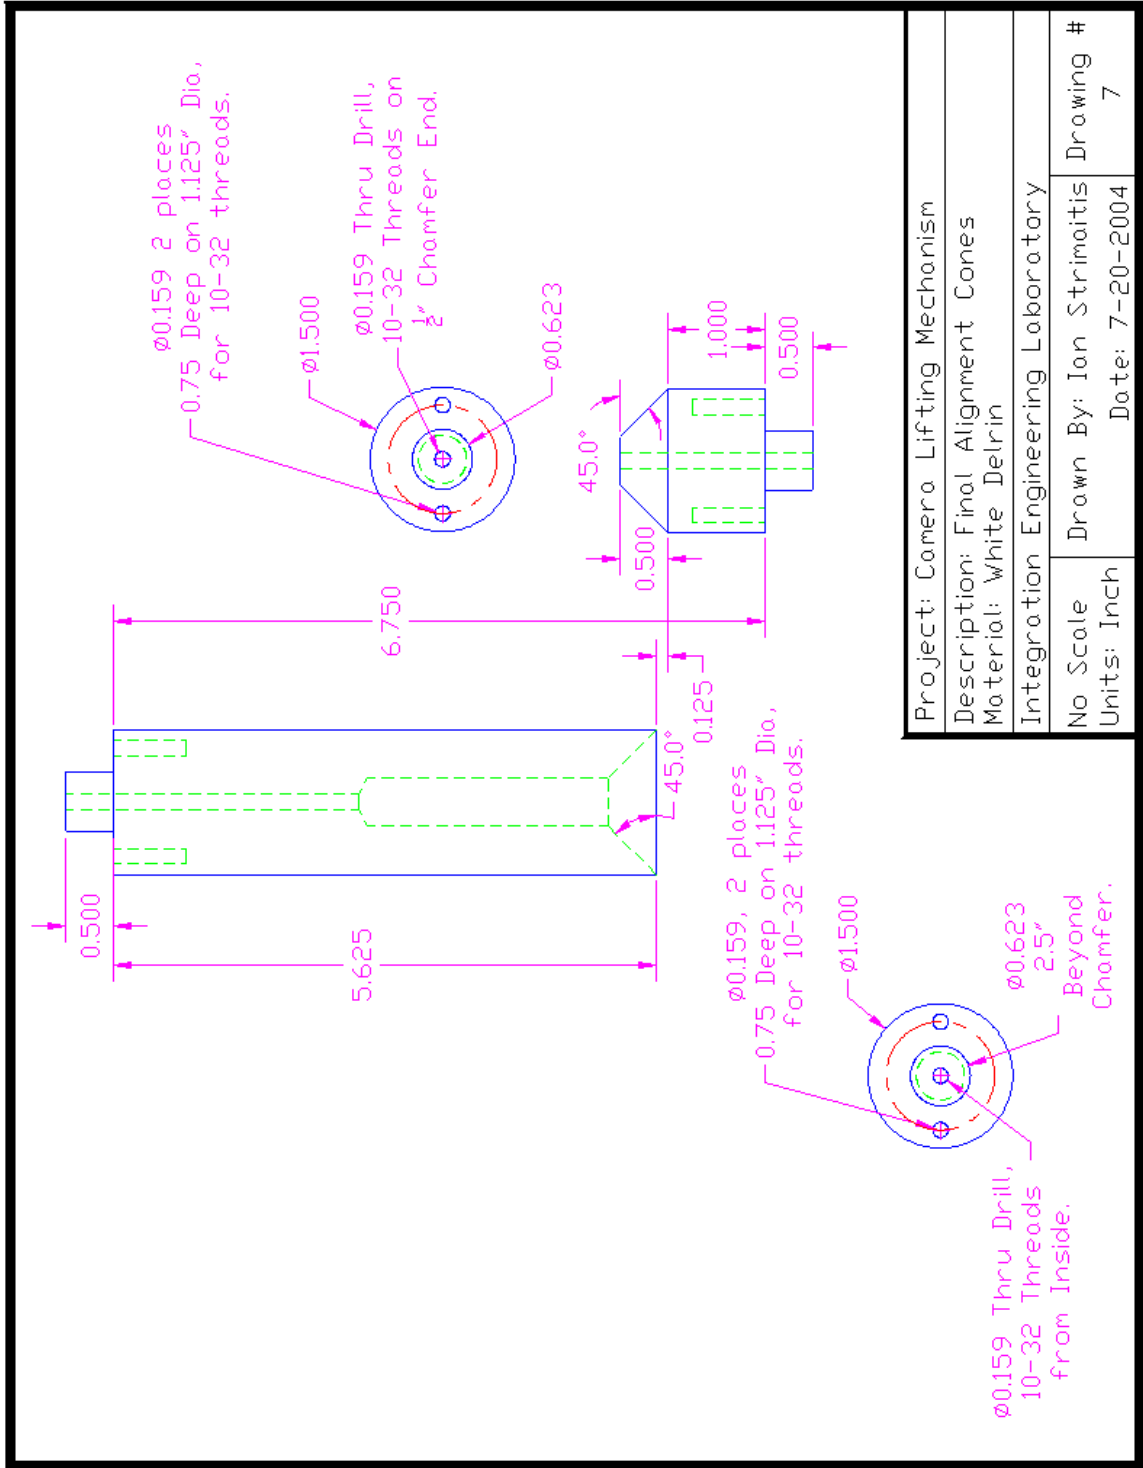 ø0.159 2 places
0.75 Deep on 1.125" Dia,
for 10-32 threads.
ø1.500
ø0.159 Thru Drill,
10-32 Threads on
1/2" Chamfer End.
ø0.623
45.0°
0.500
1.000
0.500
6.750
0.125
0.500
5.625
45.0°
ø0.159, 2 places
0.75 Deep on 1.125" Dia,
for 10-32 threads.
ø1.500
ø0.623
2.5"
Beyond
Chamfer.
ø0.159 Thru Drill,
10-32 Threads
from Inside.
Project: Camera Lifting Mechanism
Description: Final Alignment Cones
Material: White Delrin
Integration Engineering Laboratory
No Scale
Units: Inch
Drawn By: Ian Strimaitis
Date: 7-20-2004
Drawing #
7